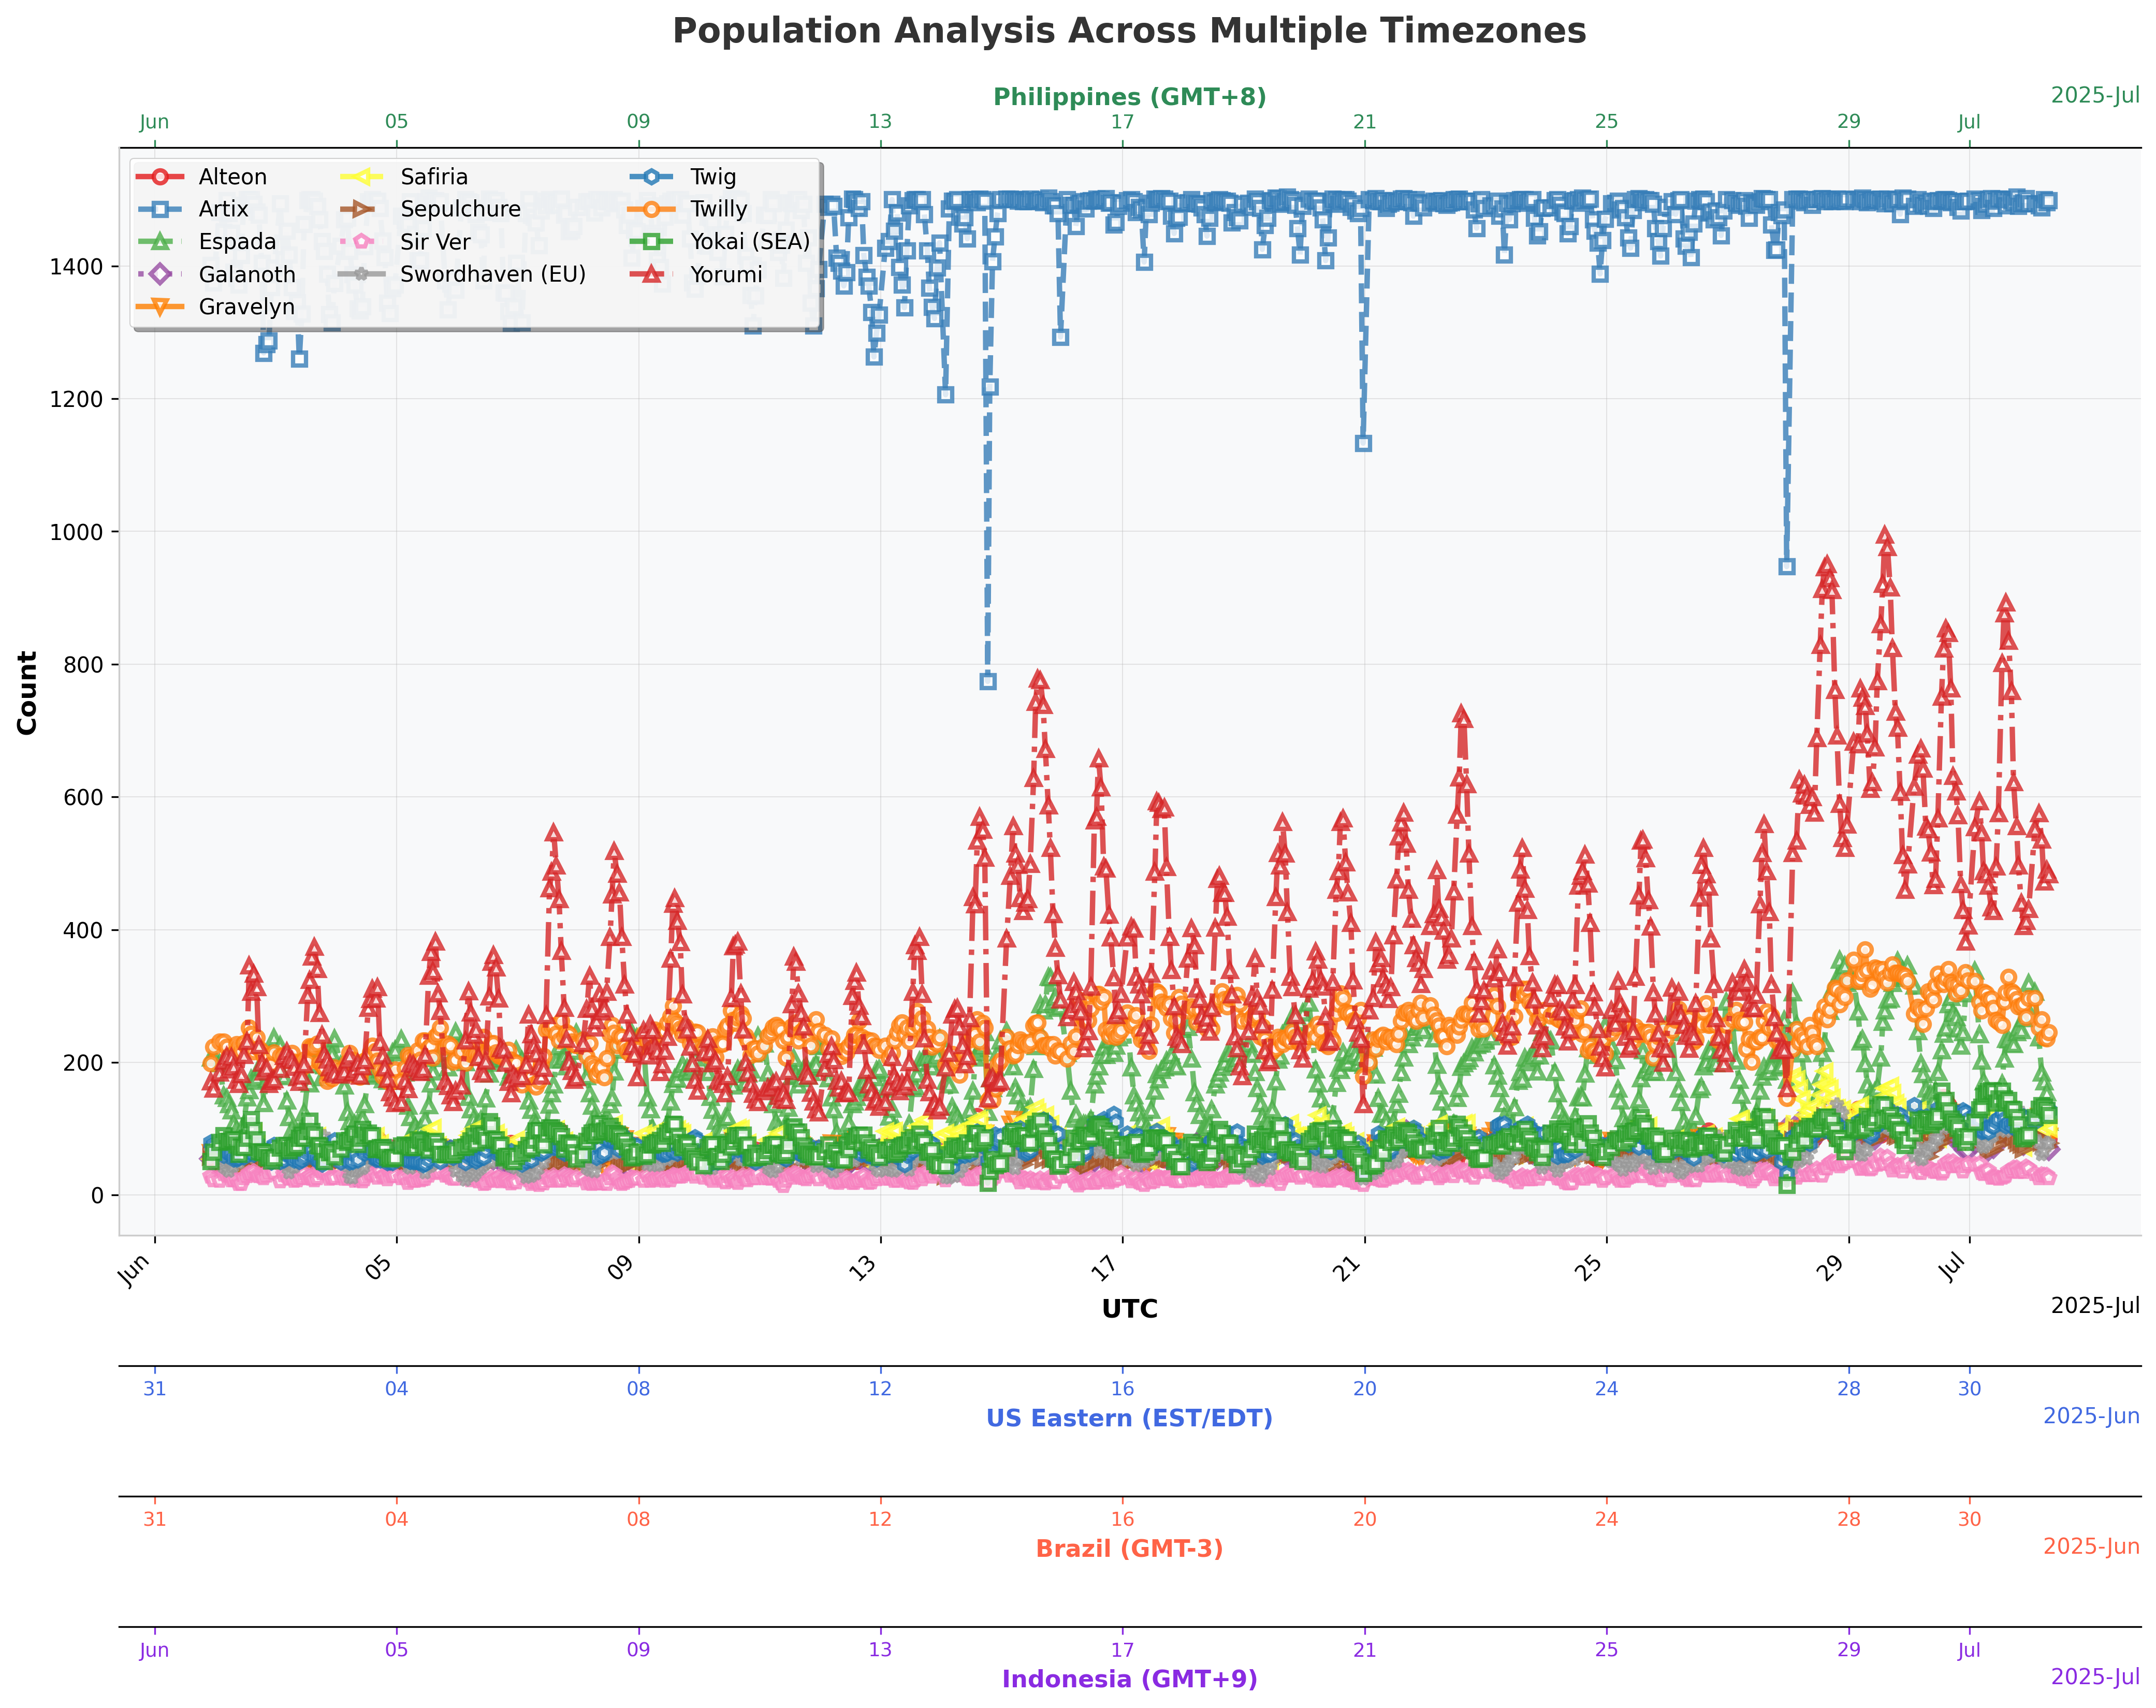 Population Analysis Across Multiple Timezones
Philippines (GMT+8)
2025-Jul
Jun 05 09 13 17 21 25 29 Jul
Alteon Safiria Twig
Artix Sepulchure Twilly
Espada Sir Ver Yokai (SEA)
Galanoth Swordhaven (EU) Yorumi
Gravelyn
Count
1400
1200
1000
800
600
400
200
0
Jun 05 09 13 17 21 25 29 Jul
UTC
2025-Jul
31 04 08 12 16 20 24 28 30
US Eastern (EST/EDT)
2025-Jun
31 04 08 12 16 20 24 28 30
Brazil (GMT-3)
2025-Jun
Jun 05 09 13 17 21 25 29 Jul
Indonesia (GMT+9)
2025-Jul